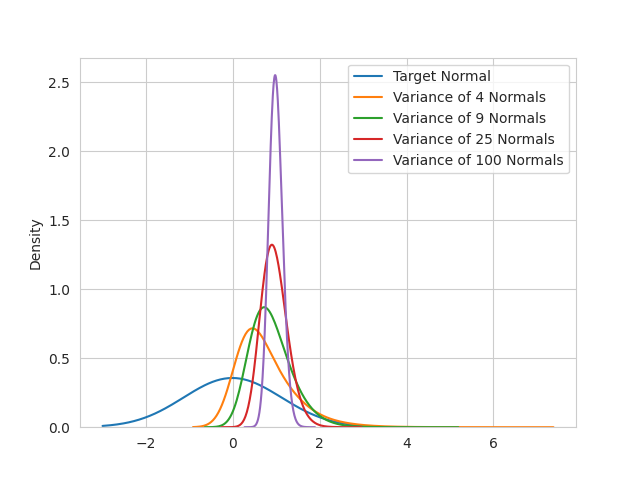 Target Normal
Variance of 4 Normals
Variance of 9 Normals
Variance of 25 Normals
Variance of 100 Normals
Density
2.5
2.0
1.5
1.0
0.5
0.0
−2 0 2 4 6